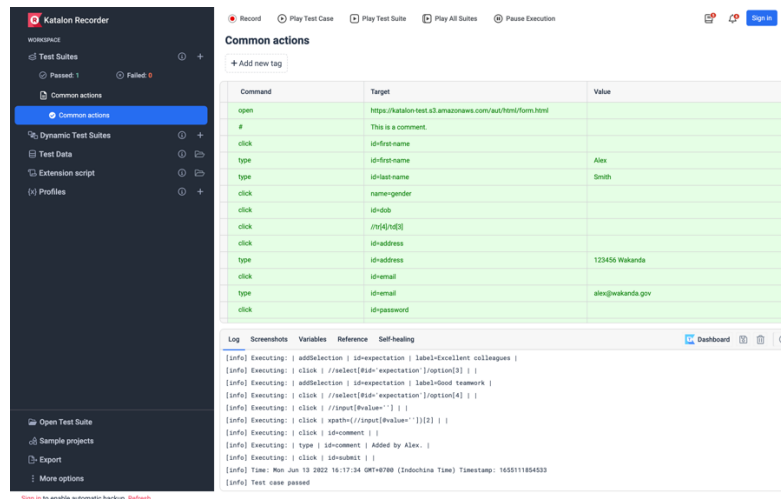 Katalon Recorder
WORKSPACE
Test Suites
Passed: 1 Failed: 0
Common actions
Common actions
Dynamic Test Suites
Test Data
Extension script
Profiles
Open Test Suite
Sample projects
Export
More options
Sign in to enable automatic backup. Refresh
Record Play Test Case Play Test Suite Play All Suites Pause Execution Sign in
Common actions
+ Add new tag
Command Target Value
open https://katalon-test.s3.amazonaws.com/aut/html/form.html
# This is a comment.
click id=first-name
type id=first-name Alex
type id=last-name Smith
click name=gender
click id=dob
click //tr[4]/td[3]
click id=address
type id=address 123456 Wakanda
click id=email
type id=email alex@wakanda.gov
click id=password
Log Screenshots Variables Reference Self-healing Dashboard
[info] Executing: | addSelection | id=expectation | label=Excellent colleagues |
[info] Executing: | click | //select[@id='expectation']/option[3] | |
[info] Executing: | addSelection | id=expectation | label=Good teamwork |
[info] Executing: | click | //select[@id='expectation']/option[4] | |
[info] Executing: | click | //input[@value=''] | |
[info] Executing: | click | xpath=(//input[@value=''])[2] | |
[info] Executing: | click | id=comment | |
[info] Executing: | type | id=comment | Added by Alex. |
[info] Executing: | click | id=submit | |
[info] Time: Mon Jun 13 2022 16:17:34 GMT+0700 (Indochina Time) Timestamp: 1655111854533
[info] Test case passed